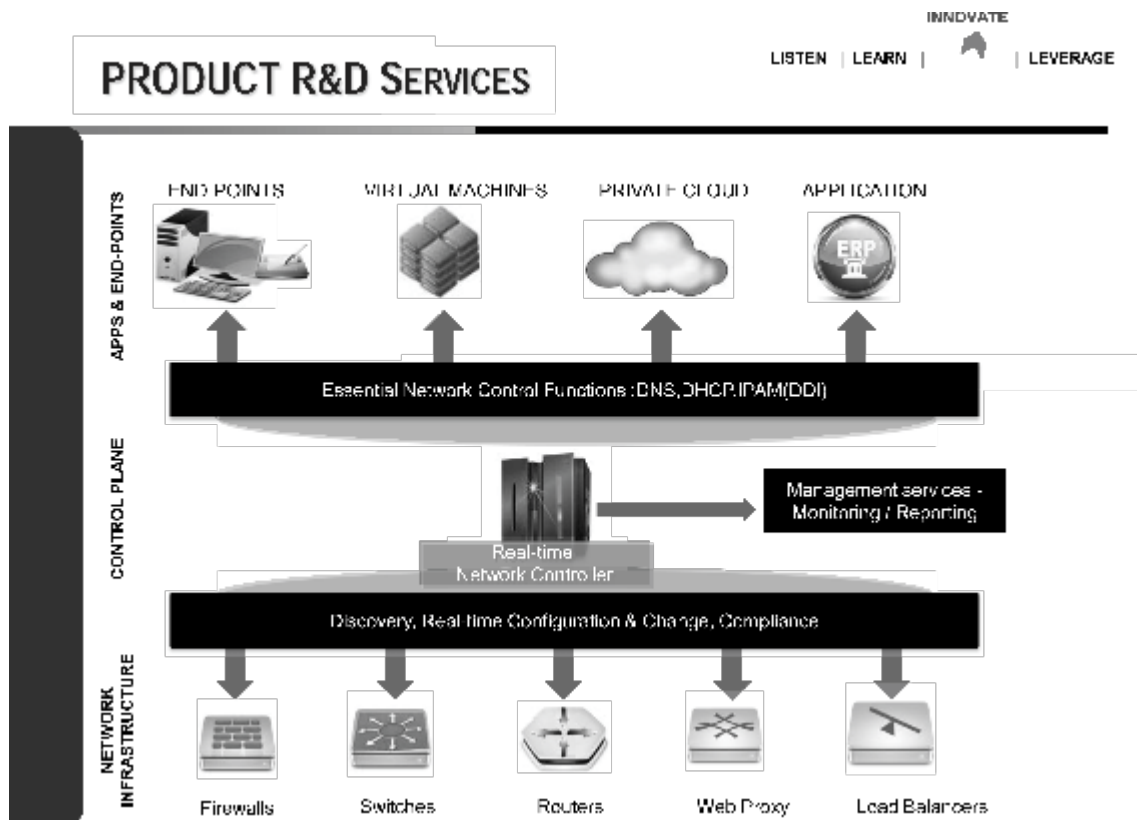 INNOVATE
LISTEN | LEARN | | LEVERAGE
PRODUCT R&D SERVICES
END POINTS
VIRTUAL MACHINES
PRIVATE CLOUD
APPLICATION
APPS & END-POINTS
ERP
Essential Network Control Functions :DNS,DHCP,IPAM(DDI)
CONTROL PLANE
Management services -
Monitoring / Reporting
Real-time
Network Controller
Discovery, Real-time Configuration & Change, Compliance
NETWORK
INFRASTRUCTURE
Firewalls
Switches
Routers
Web Proxy
Load Balancers